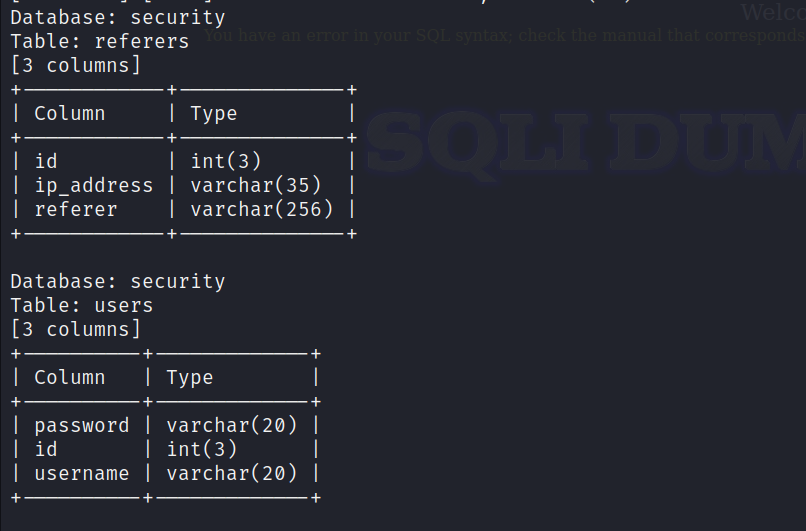 Welco
Database: security
Table: referers
You have an error in your SQL syntax; check the manual that corresponds
[3 columns]
| Column | Type |
| id | int(3) |
| ip_address | varchar(35) |
| referer | varchar(256) |
SQLI DUM
Database: security
Table: users
[3 columns]
| Column | Type |
| password | varchar(20) |
| id | int(3) |
| username | varchar(20) |